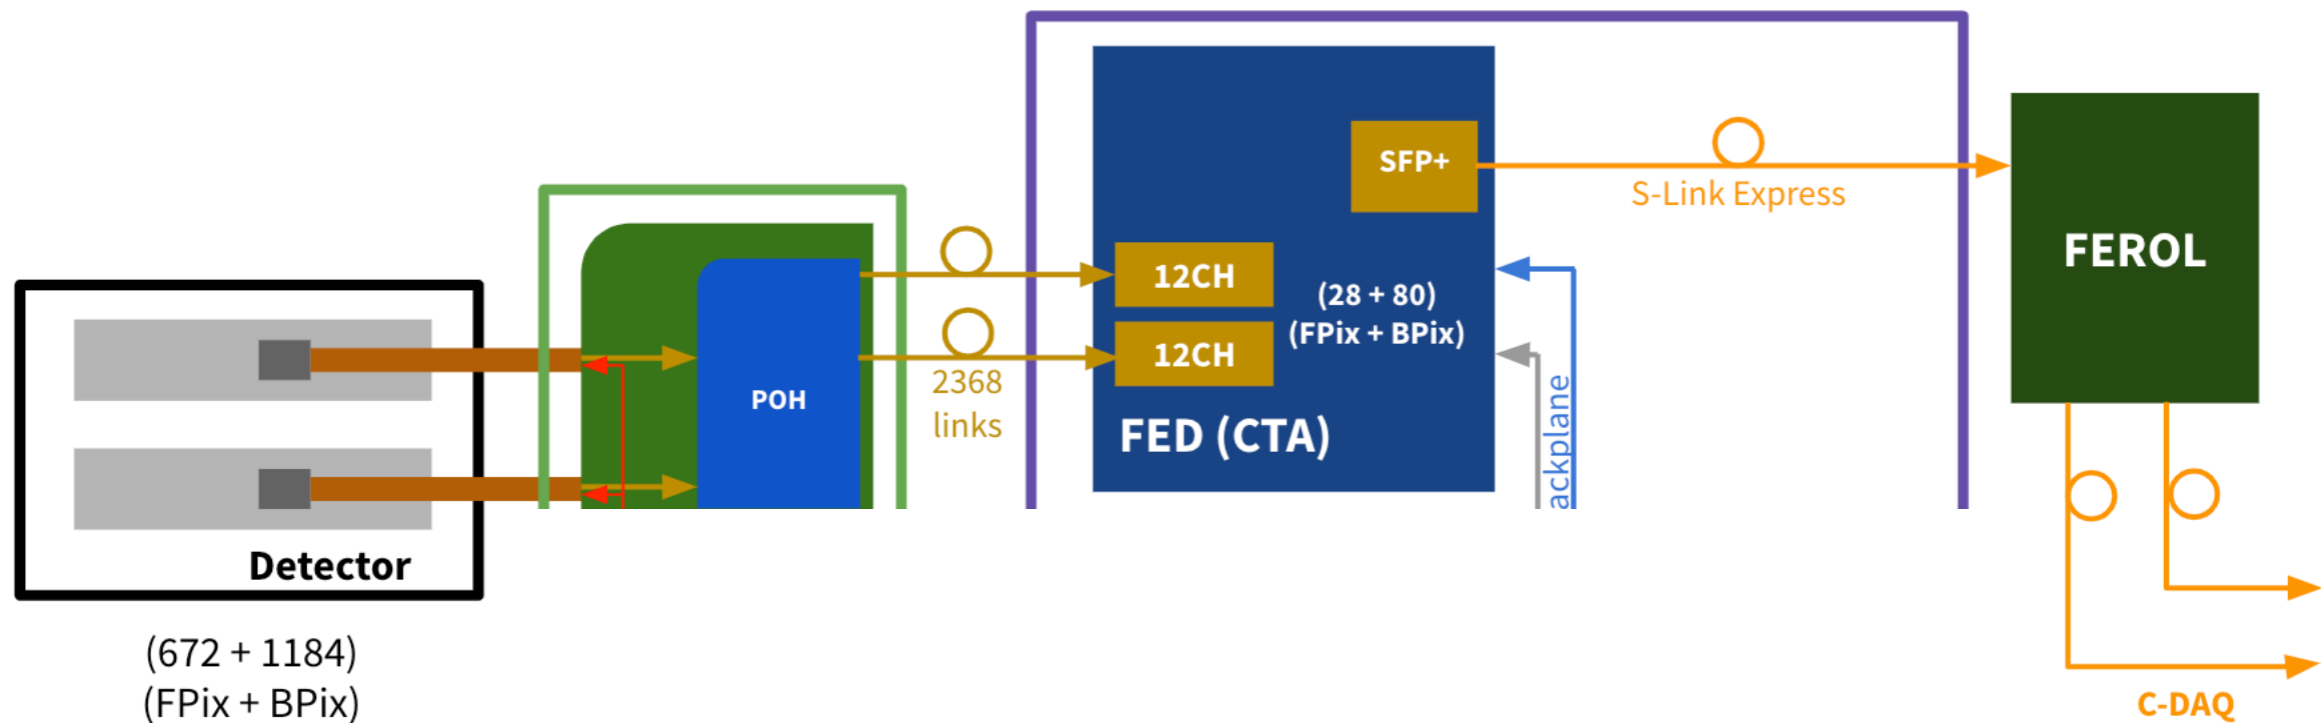 SFP+
S-Link Express
FEROL
12CH
(28 + 80)
(FPix + BPix)
12CH
2368
links
POH
FED (CTA)
ackplane
Detector
(672 + 1184)
(FPix + BPix)
C-DAQ